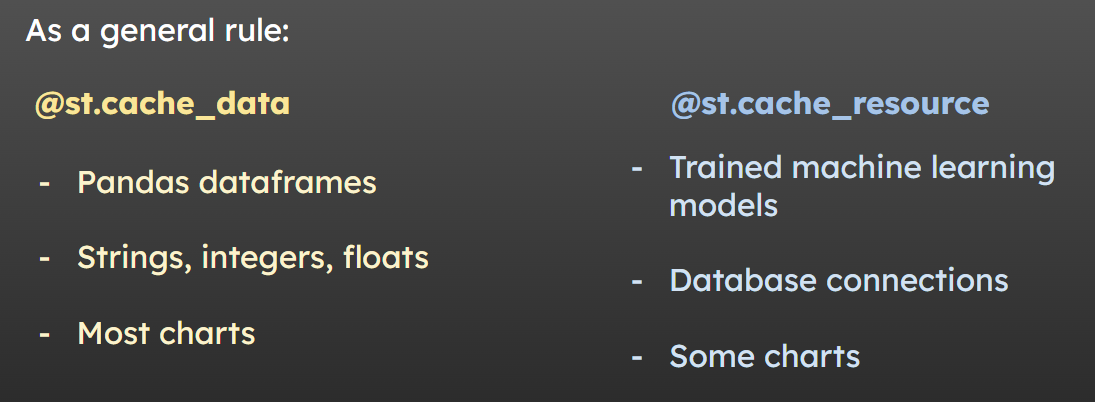 As a general rule:
@st.cache_data
- Pandas dataframes
- Strings, integers, floats
- Most charts
@st.cache_resource
- Trained machine learning
models
- Database connections
- Some charts